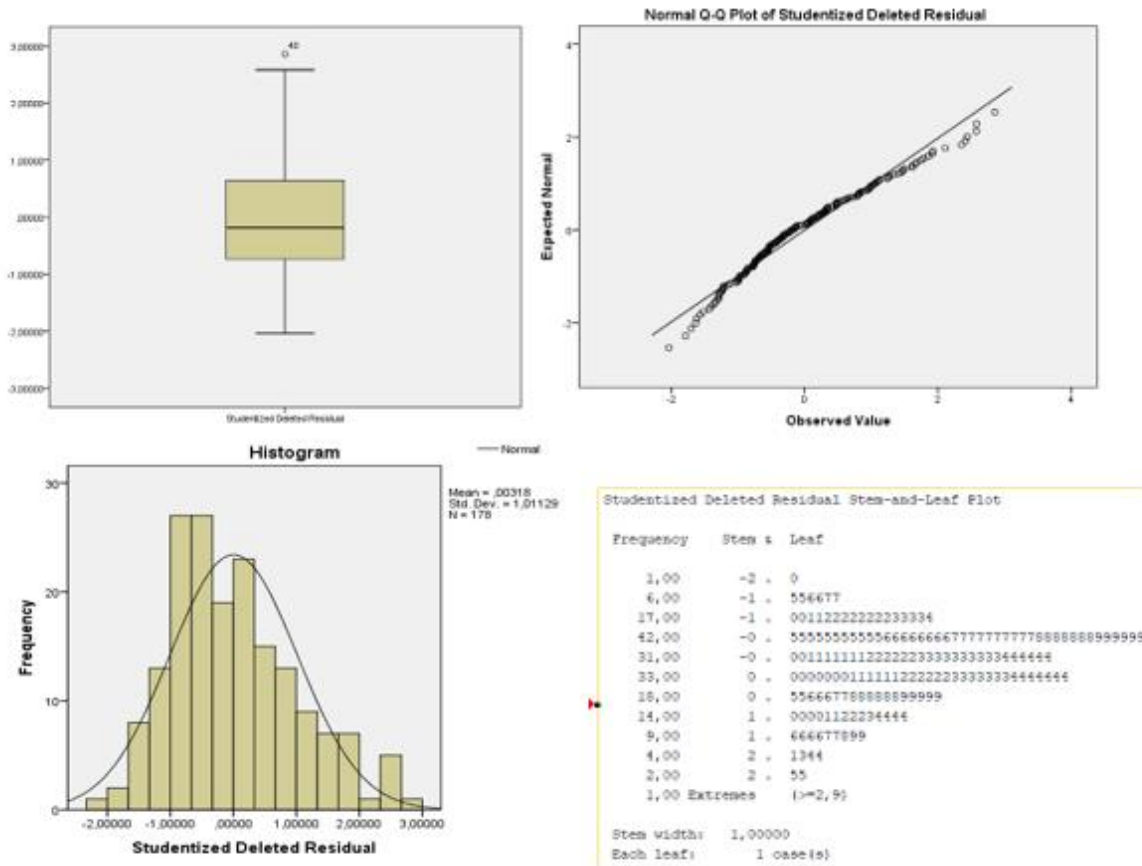 40
3,00000
2,00000
1,00000
,00000
-1,00000
-2,00000
-3,00000
Studentized Deleted Residual
Normal Q-Q Plot of Studentized Deleted Residual
Expected Normal
4
2
0
-2
-2 0 2 4
Observed Value
Histogram
Normal
Mean = ,00318
Std. Dev. = 1,01129
N = 178
Frequency
30
20
10
0
-2,00000 -1,00000 ,00000 1,00000 2,00000 3,00000
Studentized Deleted Residual
Studentized Deleted Residual Stem-and-Leaf Plot
Frequency Stem & Leaf
1,00 -2 . 0
6,00 -1 . 556677
17,00 -1 . 00112222222233334
42,00 -0 .
31,00 -0 .
33,00 0 .
18,00 0 . 556667788888899999
14,00 1 . 00001122234444
9,00 1 . 666677899
4,00 2 . 1344
2,00 2 . 55
1,00 Extremes (>=2,9)
Stem width: 1,00000
Each leaf: 1 case(s)